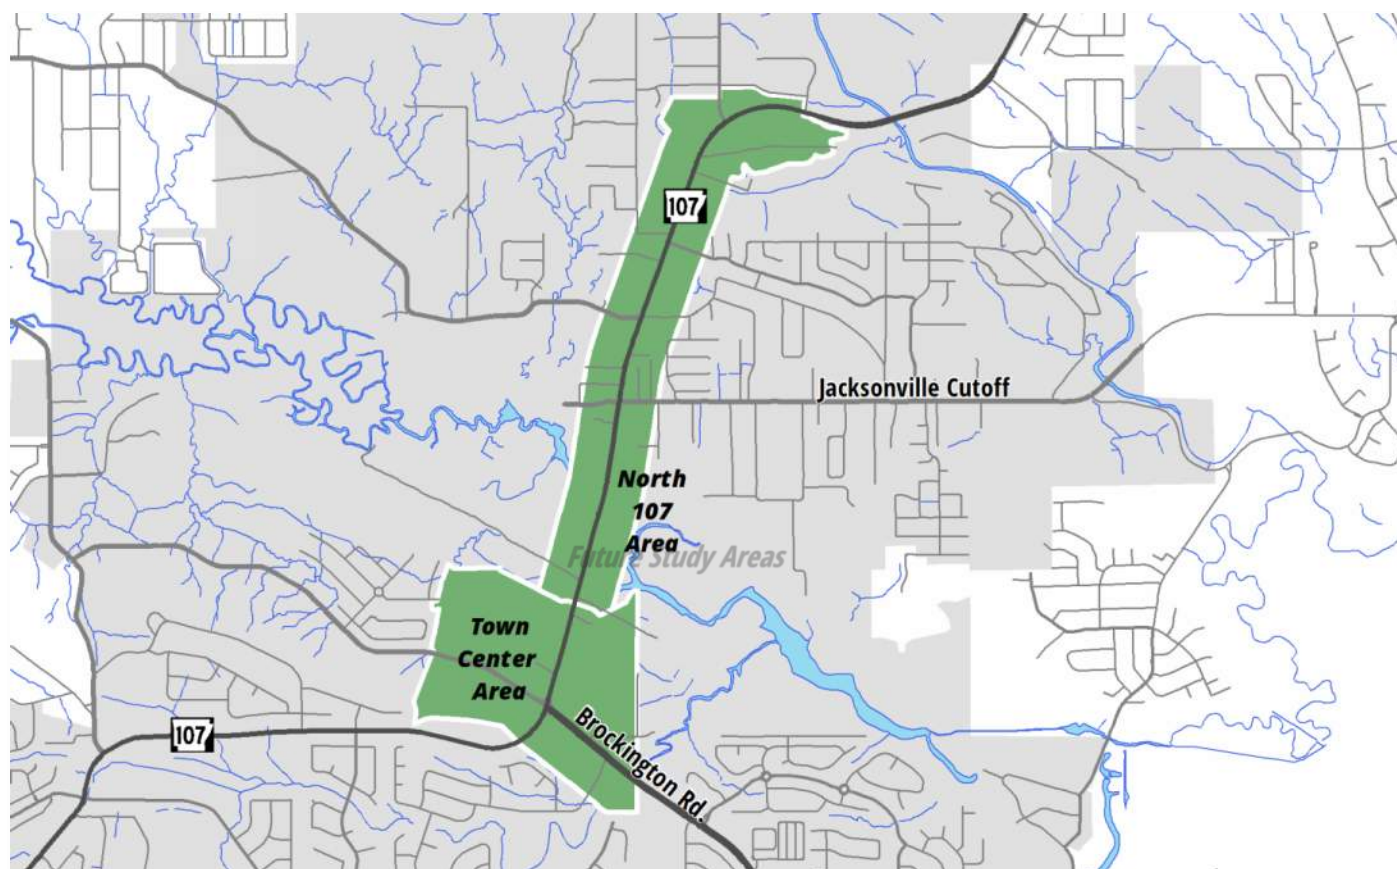 107
Jacksonville Cutoff
North
107
Area
Future Study Areas
Town
Center
Area
Brockington Rd.
107